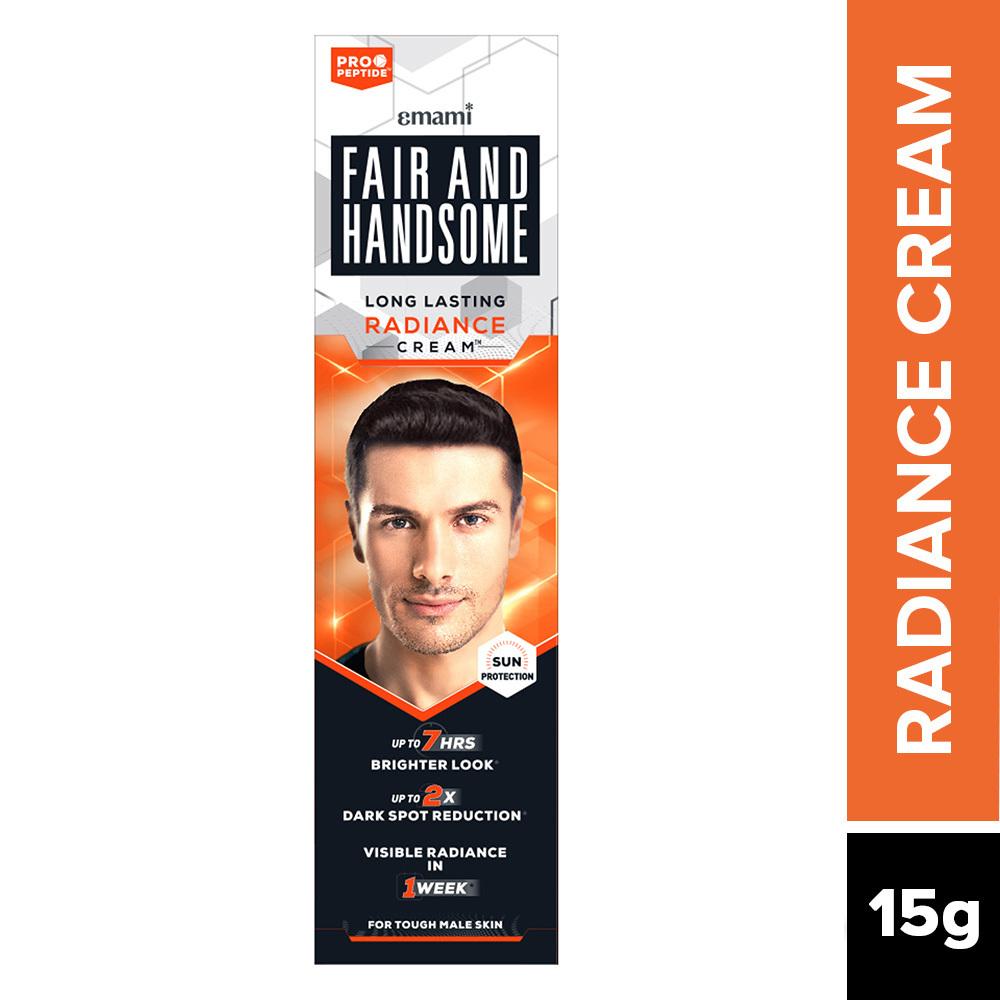 PRO
PEPTIDE™
emami*
FAIR AND
HANDSOME
LONG LASTING
RADIANCE
CREAM™
SUN
PROTECTION
UP TO 7 HRS
BRIGHTER LOOK
UP TO 2X
DARK SPOT REDUCTION
VISIBLE RADIANCE
IN
1 WEEK
FOR TOUGH MALE SKIN
RADIANCE CREAM
15g